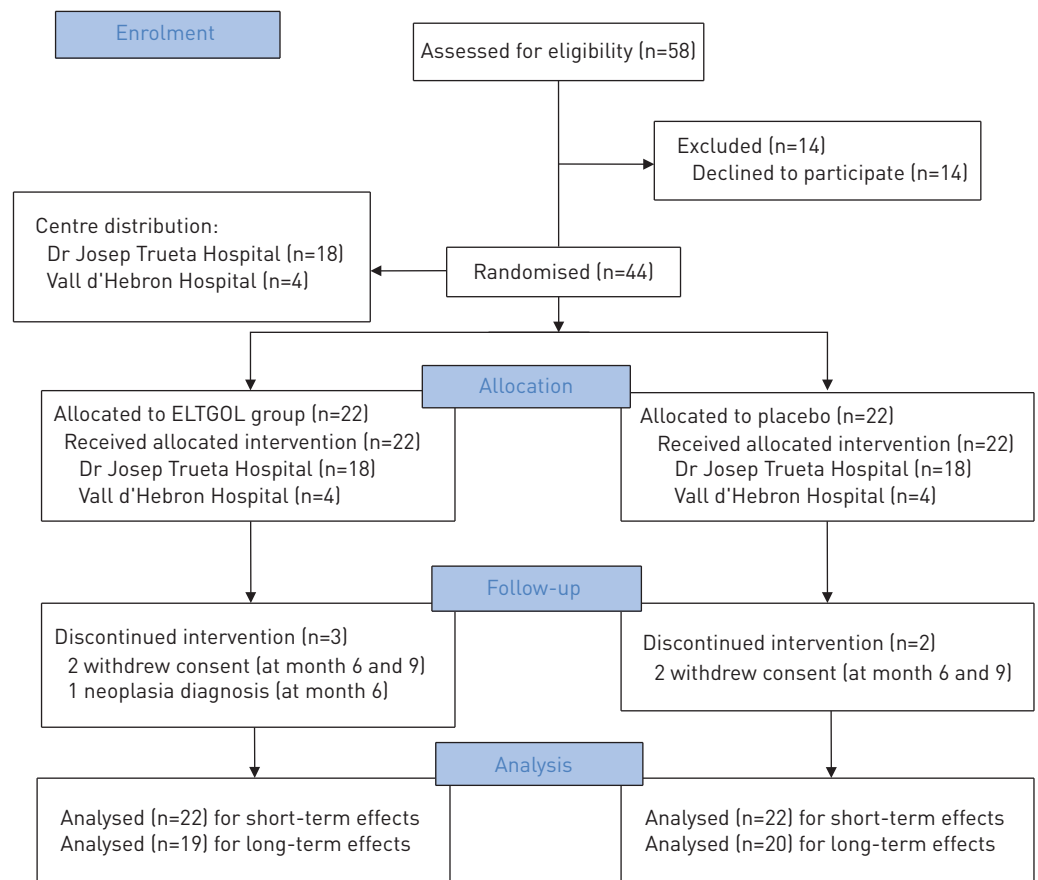 Enrolment
Assessed for eligibility (n=58)
Excluded (n=14)
Declined to participate (n=14)
Centre distribution:
Dr Josep Trueta Hospital (n=18)
Vall d'Hebron Hospital (n=4)
Randomised (n=44)
Allocation
Allocated to ELTGOL group (n=22)
Received allocated intervention (n=22)
Dr Josep Trueta Hospital (n=18)
Vall d'Hebron Hospital (n=4)
Allocated to placebo (n=22)
Received allocated intervention (n=22)
Dr Josep Trueta Hospital (n=18)
Vall d'Hebron Hospital (n=4)
Follow-up
Discontinued intervention (n=3)
2 withdrew consent (at month 6 and 9)
1 neoplasia diagnosis (at month 6)
Discontinued intervention (n=2)
2 withdrew consent (at month 6 and 9)
Analysis
Analysed (n=22) for short-term effects
Analysed (n=19) for long-term effects
Analysed (n=22) for short-term effects
Analysed (n=20) for long-term effects